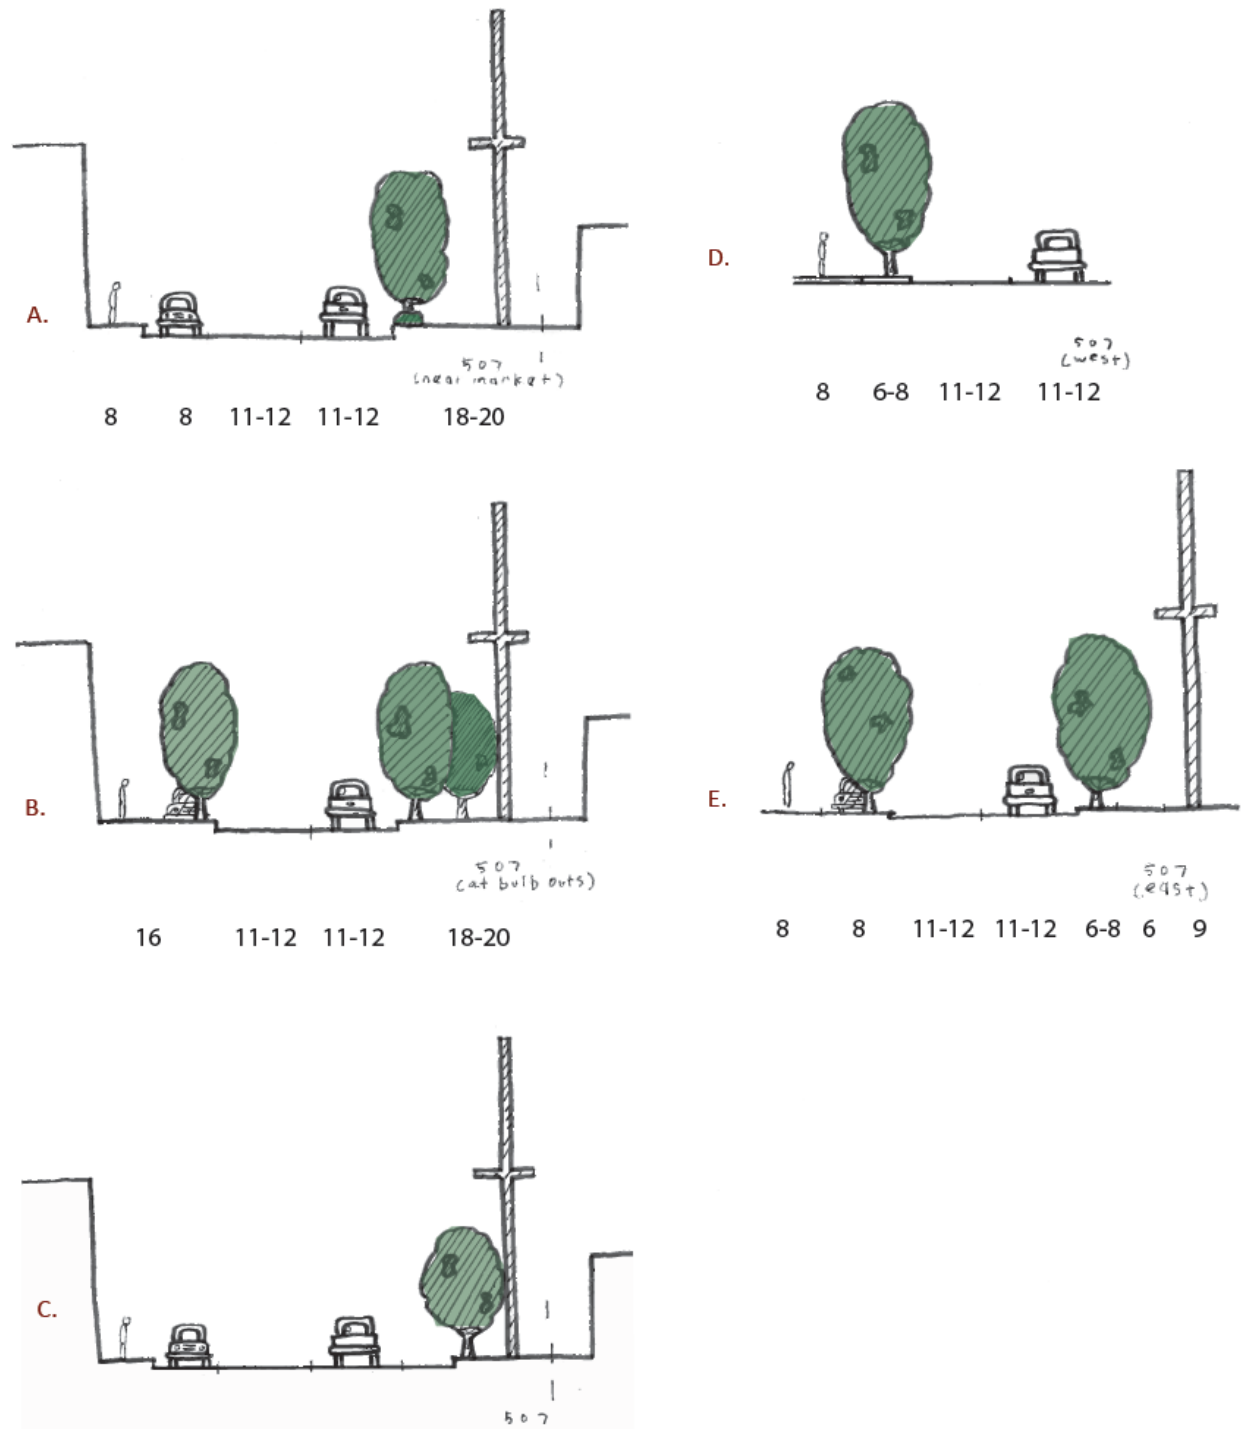 A.
507
(near market)
8 8 11-12 11-12 18-20
B.
507
(at bulb outs)
16 11-12 11-12 18-20
C.
507
D.
507
(west)
8 6-8 11-12 11-12
E.
507
(east)
8 8 11-12 11-12 6-8 6 9